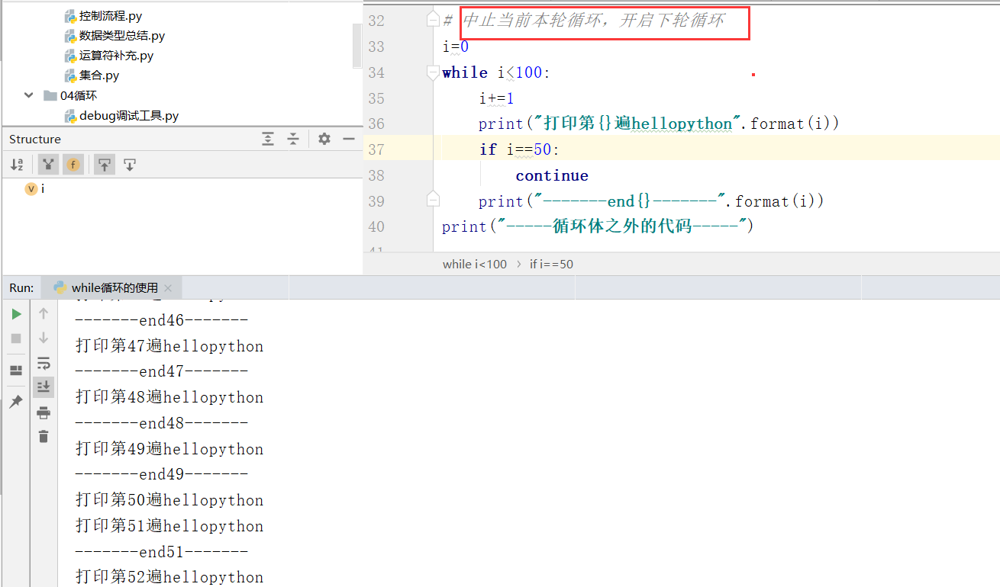 控制流程.py
数据类型总结.py
运算符补充.py
集合.py
04循环
debug调试工具.py
Structure
i
32 # 中止当前本轮循环，开启下轮循环
33 i=0
34 while i<100:
35 i+=1
36 print("打印第{}遍hellopython".format(i))
37 if i==50:
38 continue
39 print("-------end{}-------".format(i))
40 print("-----循环体之外的代码-----")
while i<100 › if i==50
Run: while循环的使用
-------end46-------
打印第47遍hellopython
-------end47-------
打印第48遍hellopython
-------end48-------
打印第49遍hellopython
-------end49-------
打印第50遍hellopython
打印第51遍hellopython
-------end51-------
打印第52遍hellopython